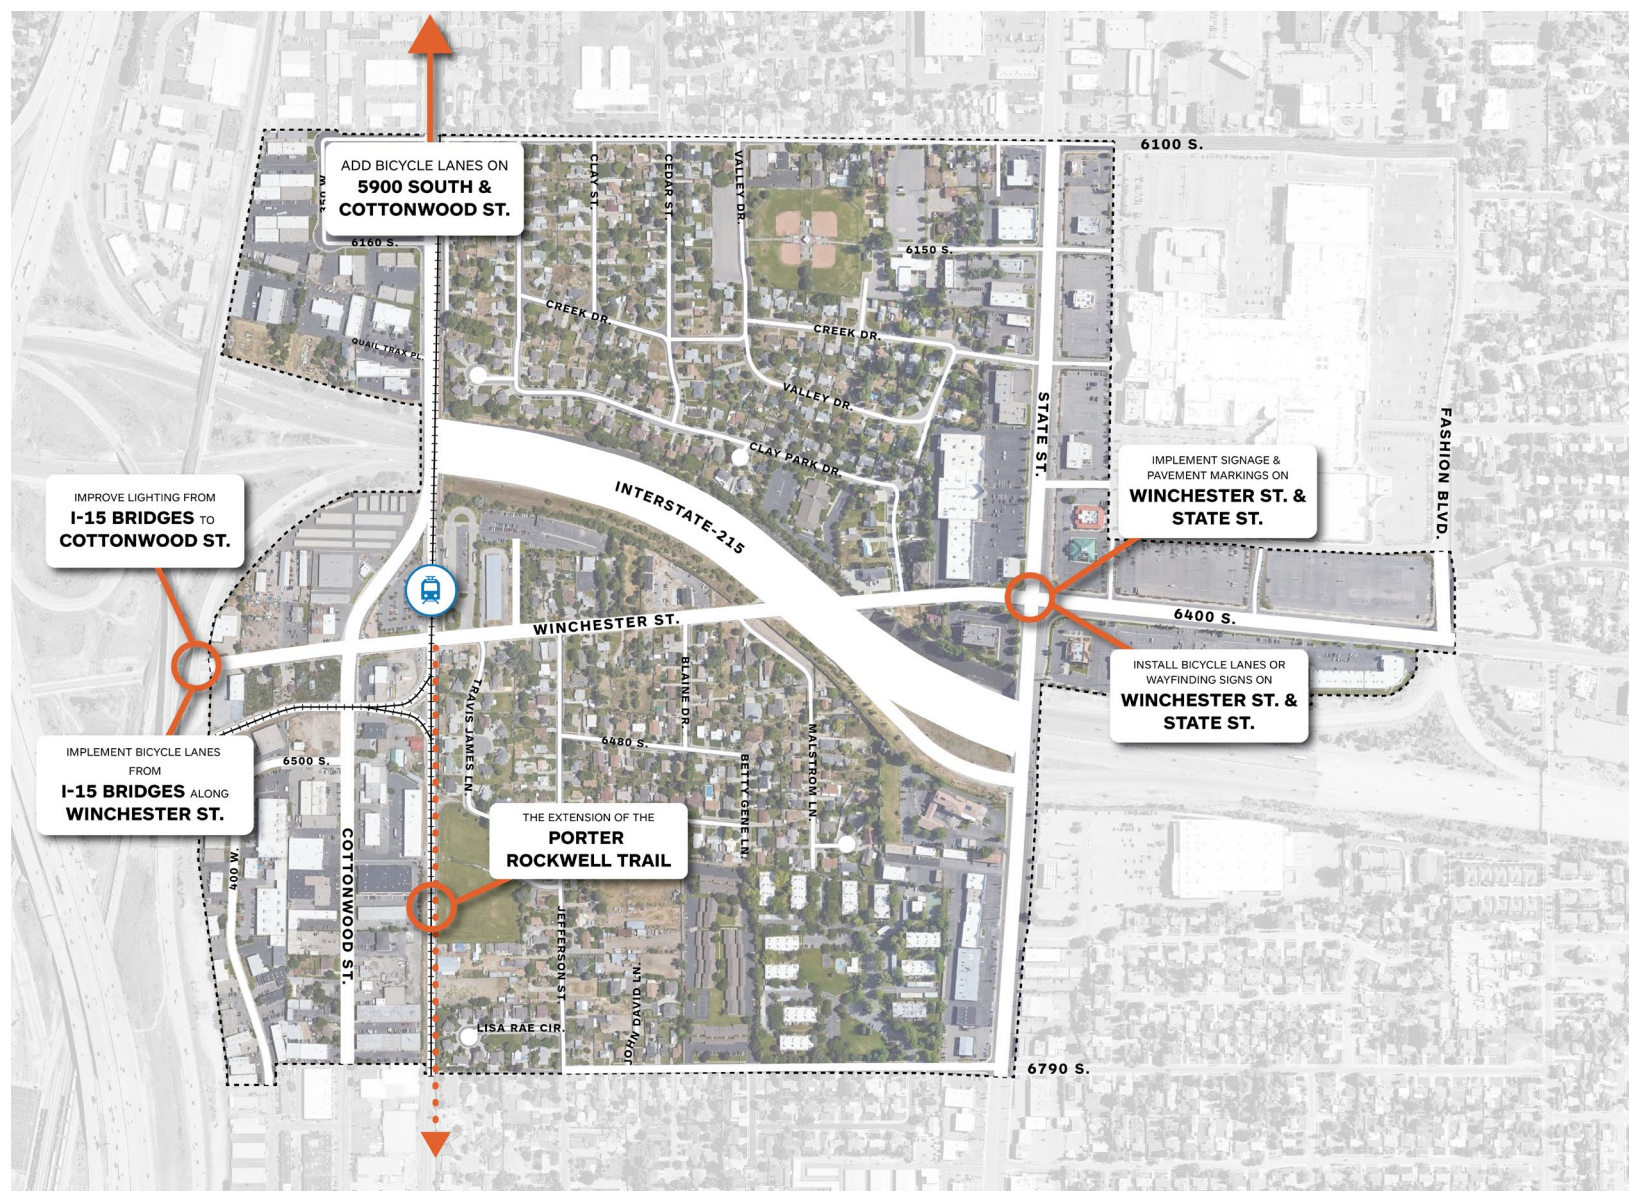 6100 S.
ADD BICYCLE LANES ON
5900 SOUTH &
COTTONWOOD ST.
350 W.
6160 S.
CLAY ST.
CEDAR ST.
VALLEY DR.
6150 S.
CREEK DR.
CREEK DR.
QUAIL TRAX PL.
VALLEY DR.
CLAY PARK DR.
STATE ST.
FASHION BLVD.
IMPLEMENT SIGNAGE &
PAVEMENT MARKINGS ON
WINCHESTER ST. &
STATE ST.
IMPROVE LIGHTING FROM
I-15 BRIDGES TO
COTTONWOOD ST.
INTERSTATE-215
WINCHESTER ST.
6400 S.
INSTALL BICYCLE LANES OR
WAYFINDING SIGNS ON
WINCHESTER ST. &
STATE ST.
TRAVIS JAMES LN.
BLAINE DR.
6480 S.
MALSTROM LN.
BETTY GENE LN.
IMPLEMENT BICYCLE LANES
FROM
I-15 BRIDGES ALONG
WINCHESTER ST.
6500 S.
THE EXTENSION OF THE
PORTER
ROCKWELL TRAIL
400 W.
COTTONWOOD ST.
JEFFERSON ST.
JOHN DAVID LN.
LISA RAE CIR.
6790 S.